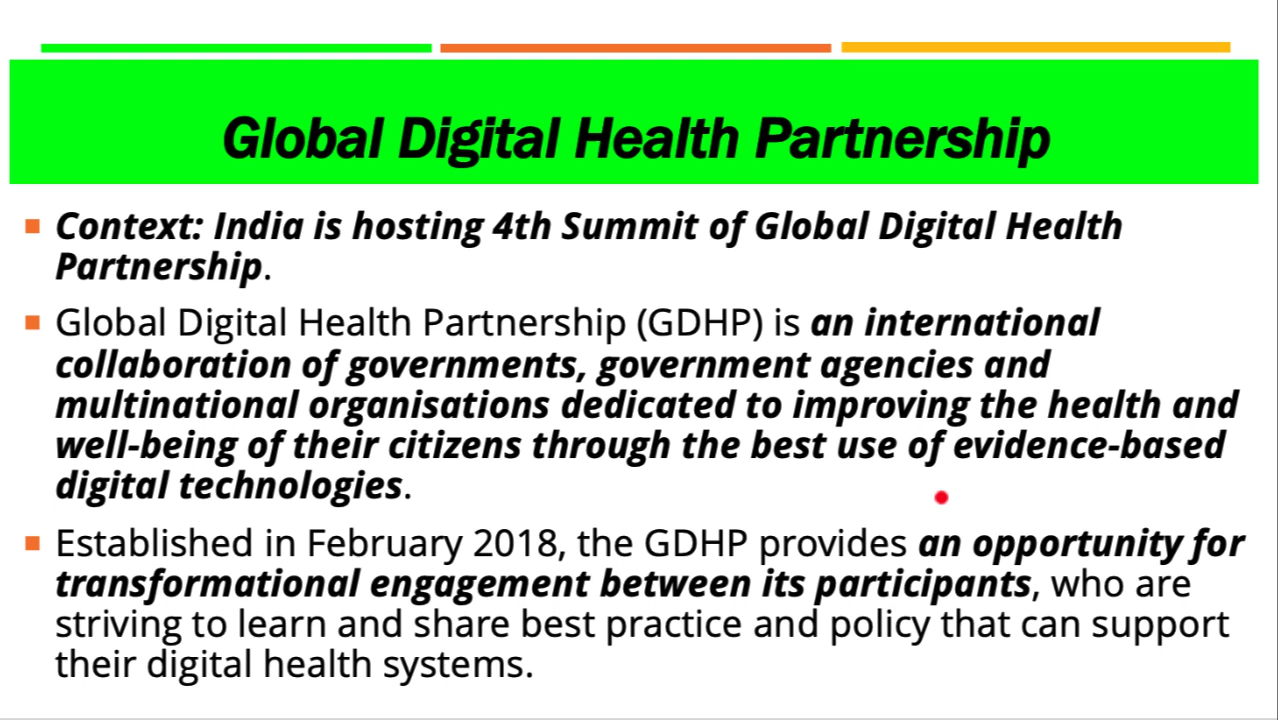 Global Digital Health Partnership
Context: India is hosting 4th Summit of Global Digital Health
Partnership.
Global Digital Health Partnership (GDHP) is an international
collaboration of governments, government agencies and
multinational organisations dedicated to improving the health and
well-being of their citizens through the best use of evidence-based
digital technologies.
Established in February 2018, the GDHP provides an opportunity for
transformational engagement between its participants, who are
striving to learn and share best practice and policy that can support
their digital health systems.